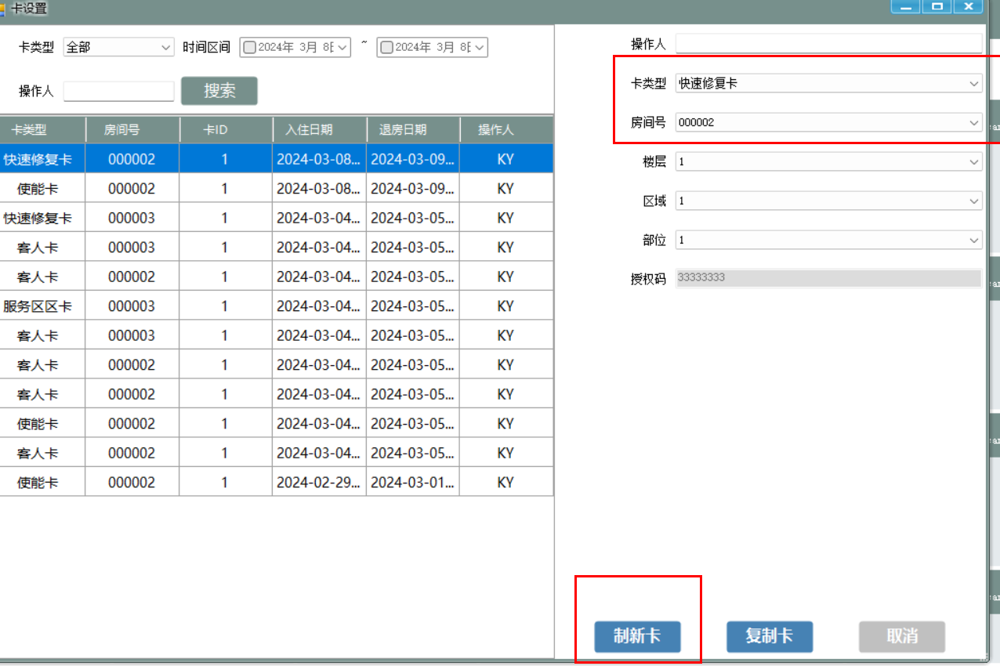 卡设置
卡类型 全部 时间区间 2024年 3月 8日 ~ 2024年 3月 8日
操作人 搜索
卡类型 房间号 卡ID 入住日期 退房日期 操作人
快速修复卡 000002 1 2024-03-08... 2024-03-09... KY
使能卡 000002 1 2024-03-08... 2024-03-09... KY
快速修复卡 000003 1 2024-03-04... 2024-03-05... KY
客人卡 000003 1 2024-03-04... 2024-03-05... KY
客人卡 000002 1 2024-03-04... 2024-03-05... KY
服务区区卡 000003 1 2024-03-04... 2024-03-05... KY
客人卡 000003 1 2024-03-04... 2024-03-05... KY
客人卡 000002 1 2024-03-04... 2024-03-05... KY
客人卡 000002 1 2024-03-04... 2024-03-05... KY
使能卡 000002 1 2024-03-04... 2024-03-05... KY
客人卡 000002 1 2024-03-04... 2024-03-05... KY
使能卡 000002 1 2024-02-29... 2024-03-01... KY
操作人
卡类型 快速修复卡
房间号 000002
楼层 1
区域 1
部位 1
授权码 33333333
制新卡 复制卡 取消